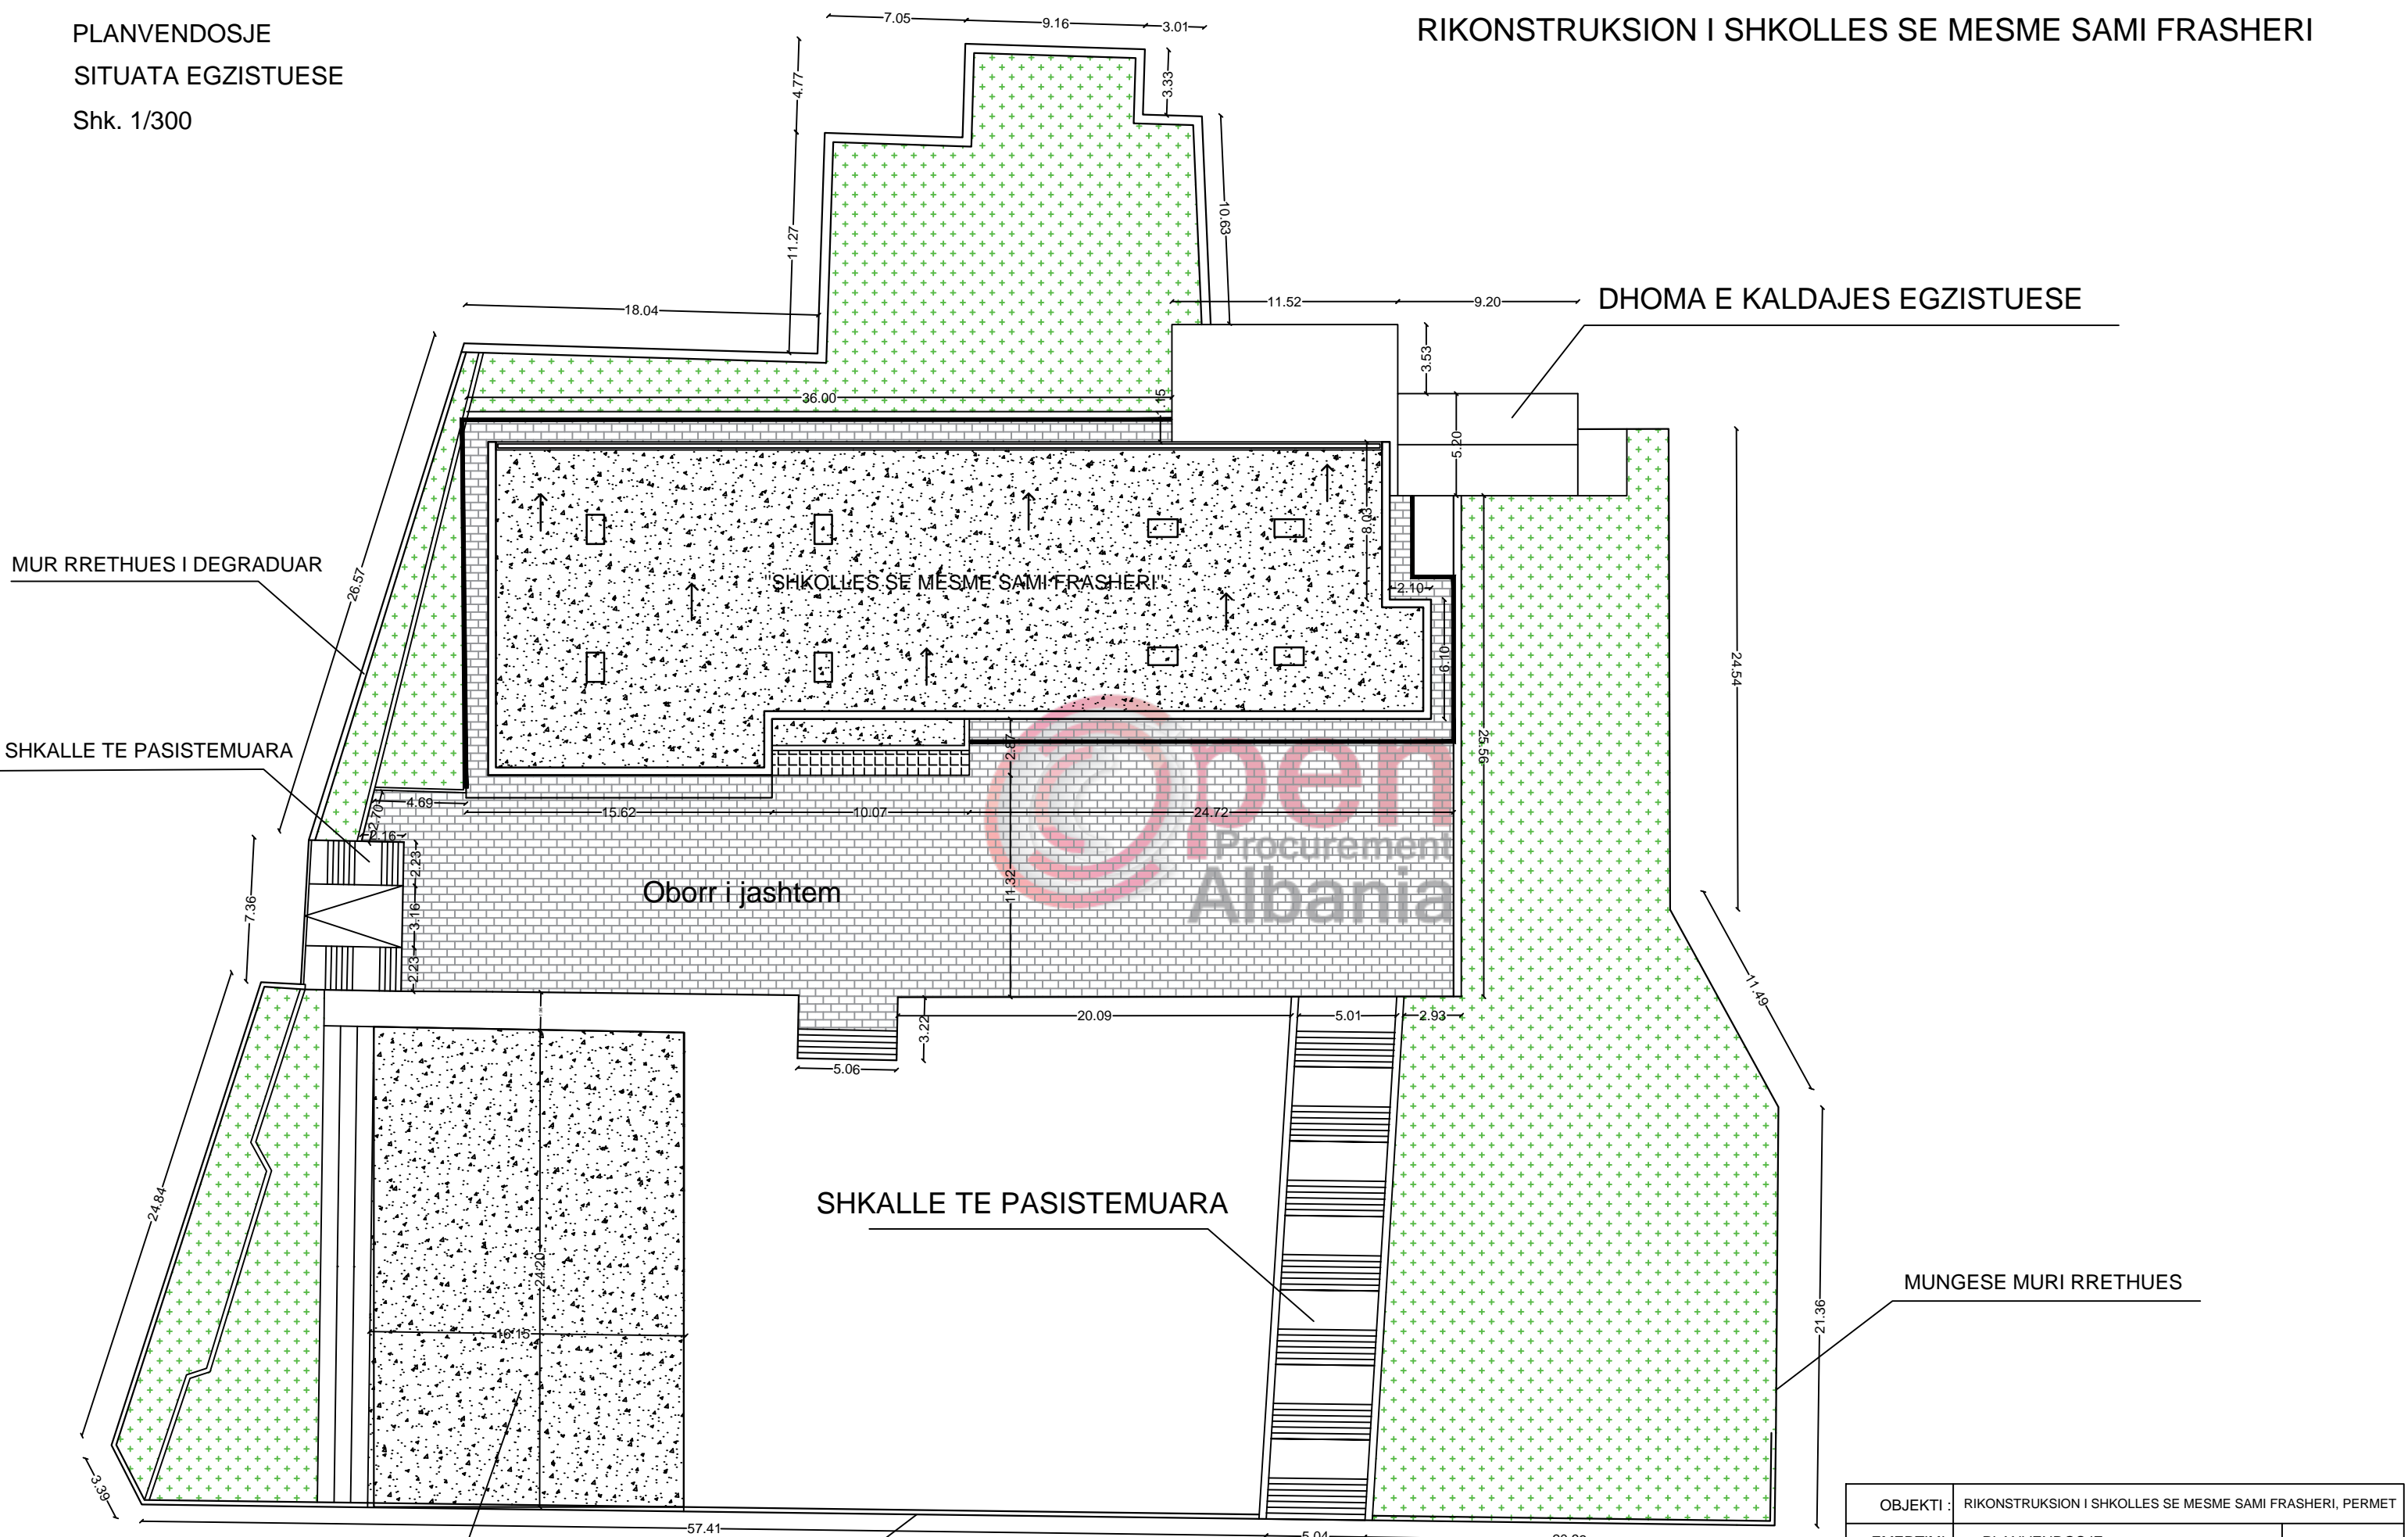 PLANVENDOSJE
SITUATA EGZISTUESE
Shk. 1/300
RIKONSTRUKSION I SHKOLLES SE MESME SAMI FRASHERI
7.05
9.16
3.01
4.77
3.33
11.27
10.63
18.04
11.52
9.20
DHOMA E KALDAJES EGZISTUESE
3.53
36.00
1.15
5.20
8.03
MUR RRETHUES I DEGRADUAR
26.57
"SHKOLLES SE MESME SAMI FRASHERI"
2.10
6.10
24.54
SHKALLE TE PASISTEMUARA
2.87
25.56
4.69
2.70
15.62
10.07
24.72
2.16
2.23
Open
Procurement
Albania
Oborr i jashtem
11.32
7.36
3.16
2.23
11.49
20.09
5.01
2.93
3.22
5.06
24.84
SHKALLE TE PASISTEMUARA
24.20
MUNGESE MURI RRETHUES
21.36
16.15
3.39
57.41
5.04
OBJEKTI : RIKONSTRUKSION I SHKOLLES SE MESME SAMI FRASHERI, PERMET
PLANVENDOSJE